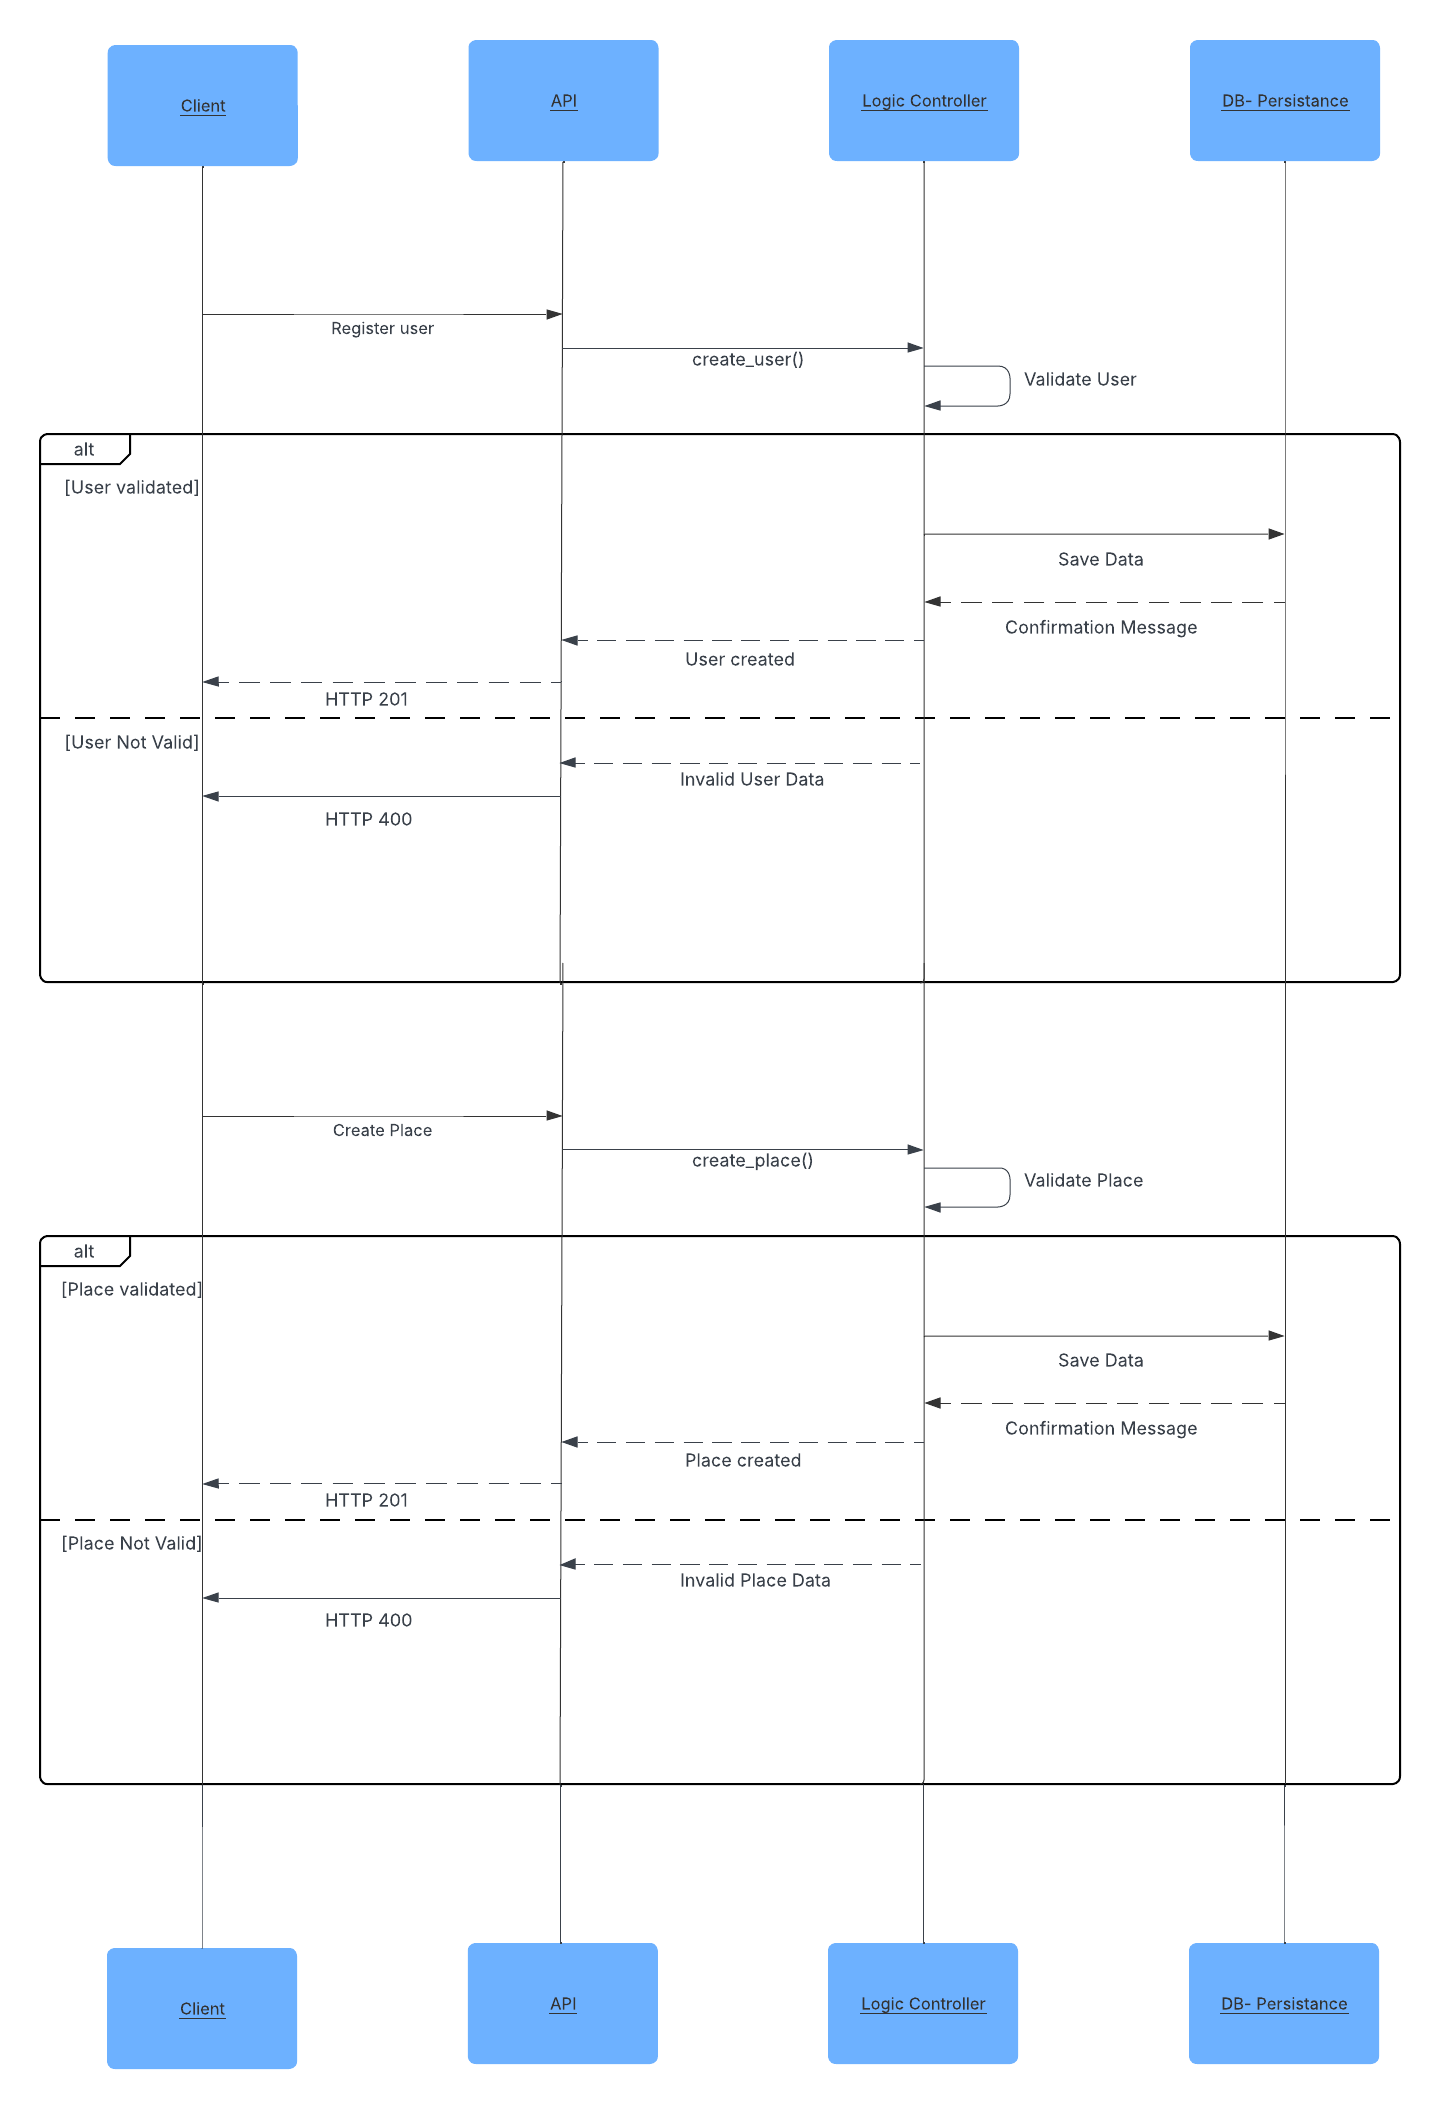 Client
API
Logic Controller
DB- Persistance
Register user
create_user()
Validate User
alt
[User validated]
Save Data
Confirmation Message
User created
HTTP 201
[User Not Valid]
Invalid User Data
HTTP 400
Create Place
create_place()
Validate Place
alt
[Place validated]
Save Data
Confirmation Message
Place created
HTTP 201
[Place Not Valid]
Invalid Place Data
HTTP 400
Client
API
Logic Controller
DB- Persistance